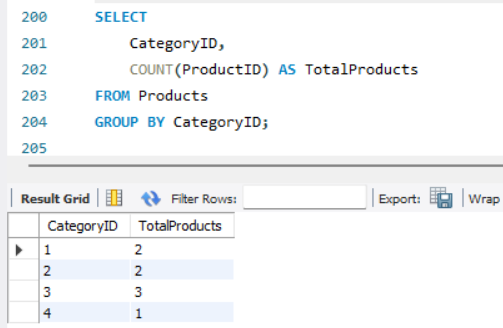 200 SELECT
201 CategoryID,
202 COUNT(ProductID) AS TotalProducts
203 FROM Products
204 GROUP BY CategoryID;
205
Result Grid Filter Rows: Export: Wrap
CategoryID TotalProducts
1 2
2 2
3 3
4 1